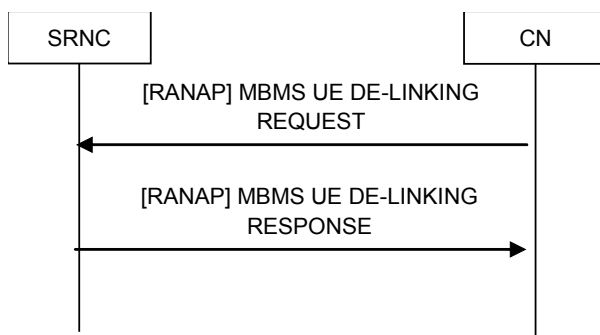 SRNC
CN
[RANAP] MBMS UE DE-LINKING
REQUEST
[RANAP] MBMS UE DE-LINKING
RESPONSE